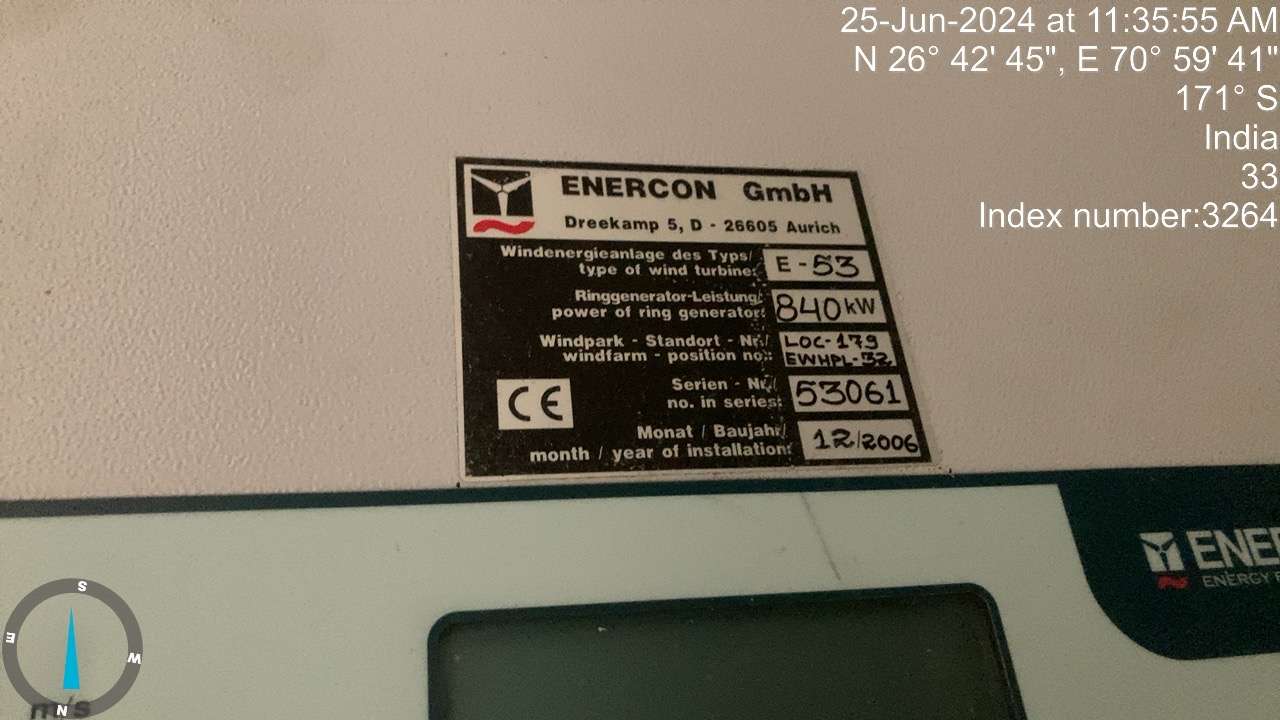 25-Jun-2024 at 11:35:55 AM
N 26° 42' 45", E 70° 59' 41"
171° S
India
33
Index number:3264
ENERCON GmbH
Dreekamp 5, D - 26605 Aurich
Windenergieanlage des Typs/
type of wind turbine: E - 53
Ringgenerator-Leistung/
power of ring generator: 840 kW
Windpark - Standort - Nr./ LOC-179
windfarm - position no.: EWHPL-32
Serien - Nr./
no. in series: 53061
CE
Monat / Baujahr/
month / year of installation: 12/2006
ENE
ENERGY
S
E
W
N
m/s